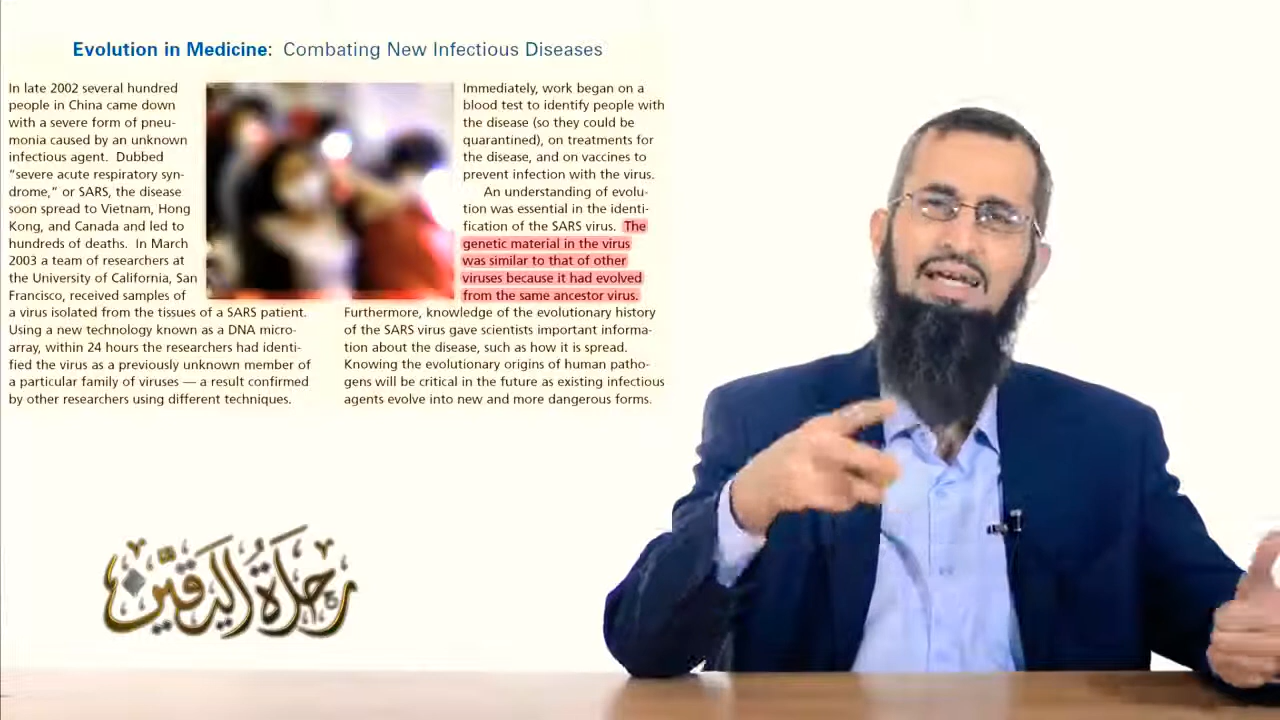 Evolution in Medicine: Combating New Infectious Diseases
In late 2002 several hundred
people in China came down
with a severe form of pneu-
monia caused by an unknown
infectious agent. Dubbed
“severe acute respiratory syn-
drome,” or SARS, the disease
soon spread to Vietnam, Hong
Kong, and Canada and led to
hundreds of deaths. In March
2003 a team of researchers at
the University of California, San
Francisco, received samples of
a virus isolated from the tissues of a SARS patient.
Using a new technology known as a DNA micro-
array, within 24 hours the researchers had identi-
fied the virus as a previously unknown member of
a particular family of viruses — a result confirmed
by other researchers using different techniques.
Immediately, work began on a
blood test to identify people with
the disease (so they could be
quarantined), on treatments for
the disease, and on vaccines to
prevent infection with the virus.
An understanding of evolu-
tion was essential in the identi-
fication of the SARS virus. The
genetic material in the virus
was similar to that of other
viruses because it had evolved
from the same ancestor virus.
Furthermore, knowledge of the evolutionary history
of the SARS virus gave scientists important informa-
tion about the disease, such as how it is spread.
Knowing the evolutionary origins of human patho-
gens will be critical in the future as existing infectious
agents evolve into new and more dangerous forms.
رحلة اليقين